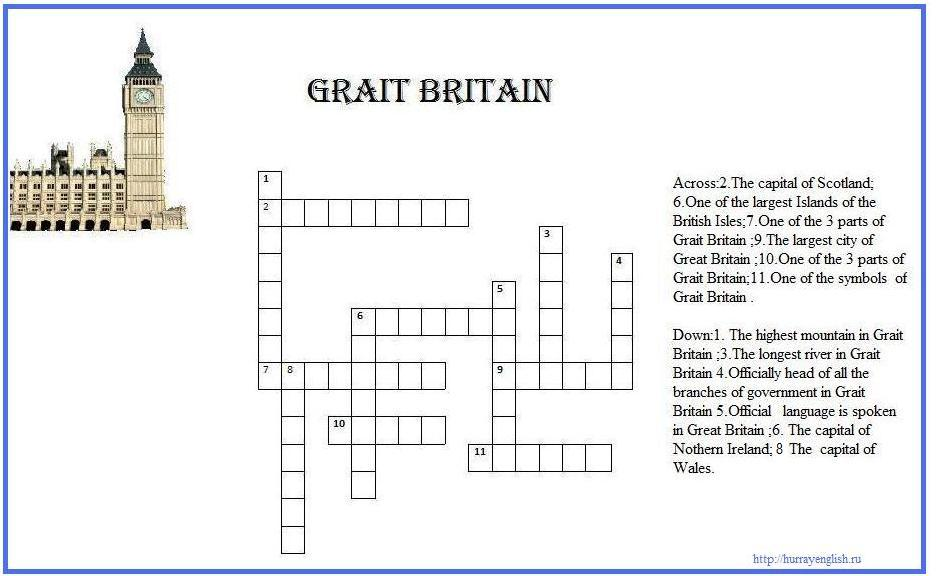 GRAIT BRITAIN
1
2
3
4
5
6
7 8
9
10
11
Across:2.The capital of Scotland;
6.One of the largest Islands of the
British Isles;7.One of the 3 parts of
Grait Britain ;9.The largest city of
Great Britain ;10.One of the 3 parts of
Grait Britain;11.One of the symbols of
Grait Britain .
Down:1. The highest mountain in Grait
Britain ;3.The longest river in Grait
Britain 4.Officially head of all the
branches of government in Grait
Britain 5.Official language is spoken
in Great Britain ;6. The capital of
Nothern Ireland; 8 The capital of
Wales.
http://hurrayenglish.ru